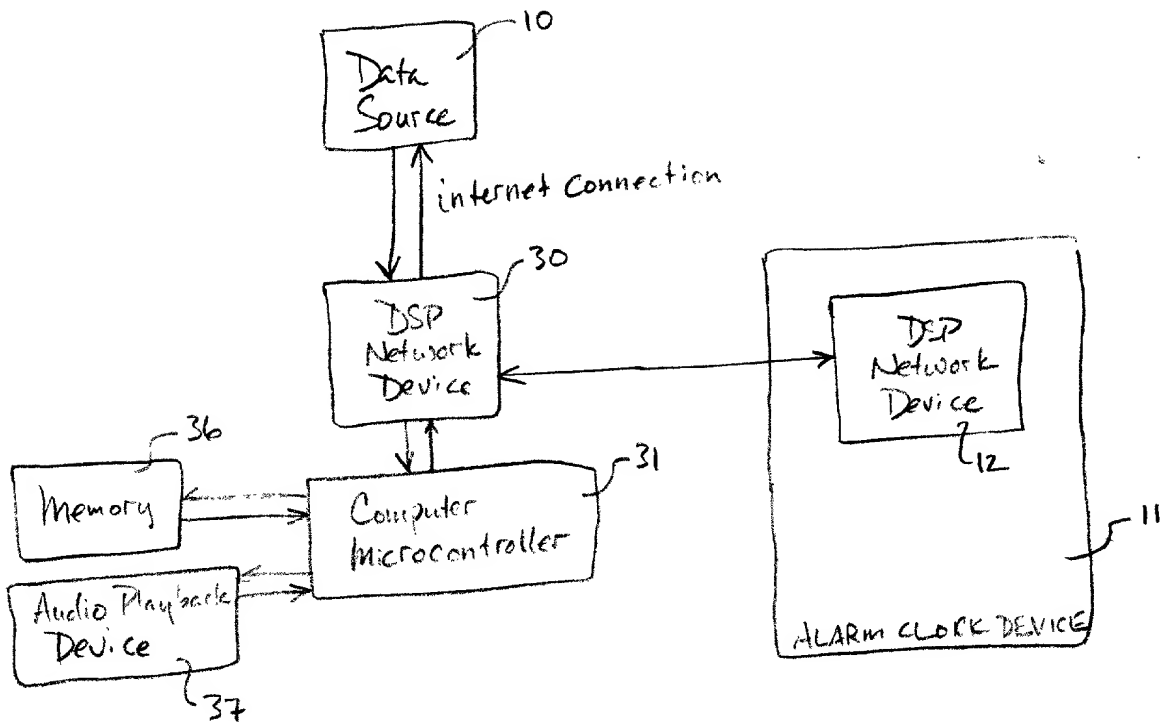 10
Data
Source
internet connection
30
DSP
Network
Device
DSP
Network
Device
12
36
Memory
31
Computer
Microcontroller
11
Audio Playback
Device
37
ALARM CLOCK DEVICE